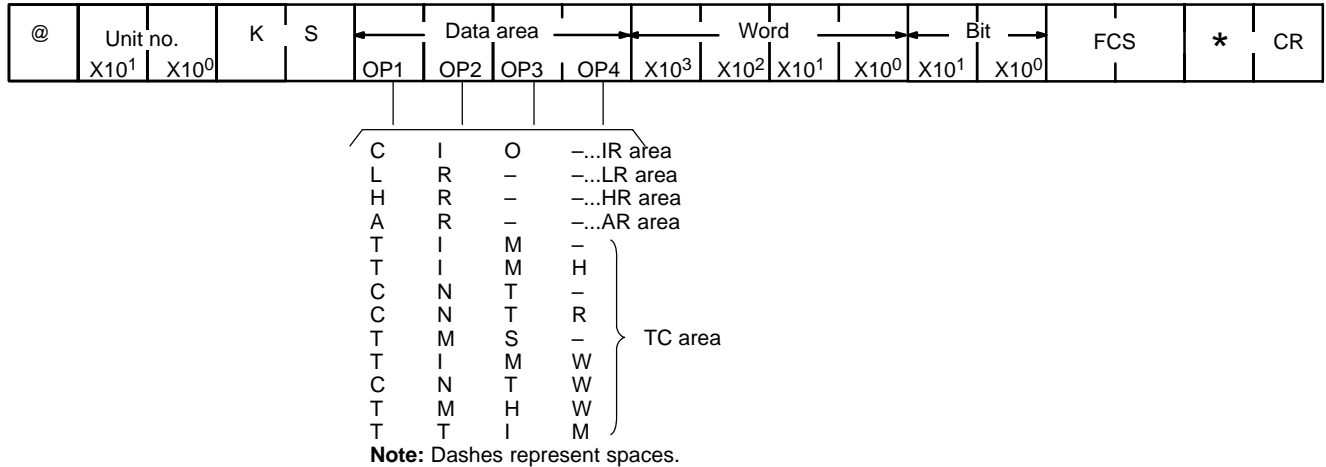 @ Unit no. K S Data area Word Bit FCS * CR
X10¹ X10⁰ OP1 OP2 OP3 OP4 X10³ X10² X10¹ X10⁰ X10¹ X10⁰
C I O –...IR area
L R – –...LR area
H R – –...HR area
A R – –...AR area
T I M –
T I M H
C N T –
C N T R
T M S – TC area
T I M W
C N T W
T M H W
T T I M
Note: Dashes represent spaces.